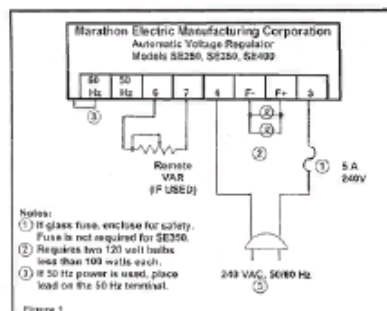 Marathon Electric Manufacturing Corporation
Automatic Voltage Regulator
Models SE250, SE350, SE400
60 Hz 50 Hz 6 7 4 F- F+ 3
③
②
① 5 A
240V
Remote
VAR
(IF USED)
Notes:
① If glass fuse, enclose for safety.
Fuse is not required for SE350.
② Requires two 120 volt bulbs
less than 100 watts each.
③ If 50 Hz power is used, place
lead on the 50 Hz terminal.
240 VAC, 50/60 Hz
③
Figure 1